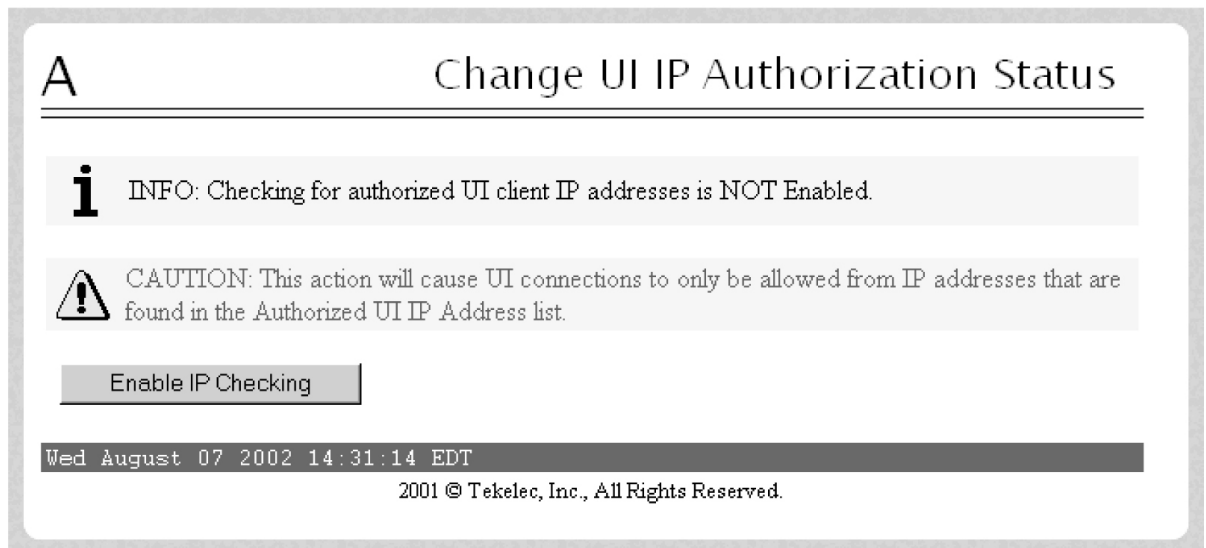 A
Change UI IP Authorization Status
INFO: Checking for authorized UI client IP addresses is NOT Enabled.
CAUTION: This action will cause UI connections to only be allowed from IP addresses that are
found in the Authorized UI IP Address list.
Enable IP Checking
Wed August 07 2002 14:31:14 EDT
2001 © Tekelec, Inc., All Rights Reserved.